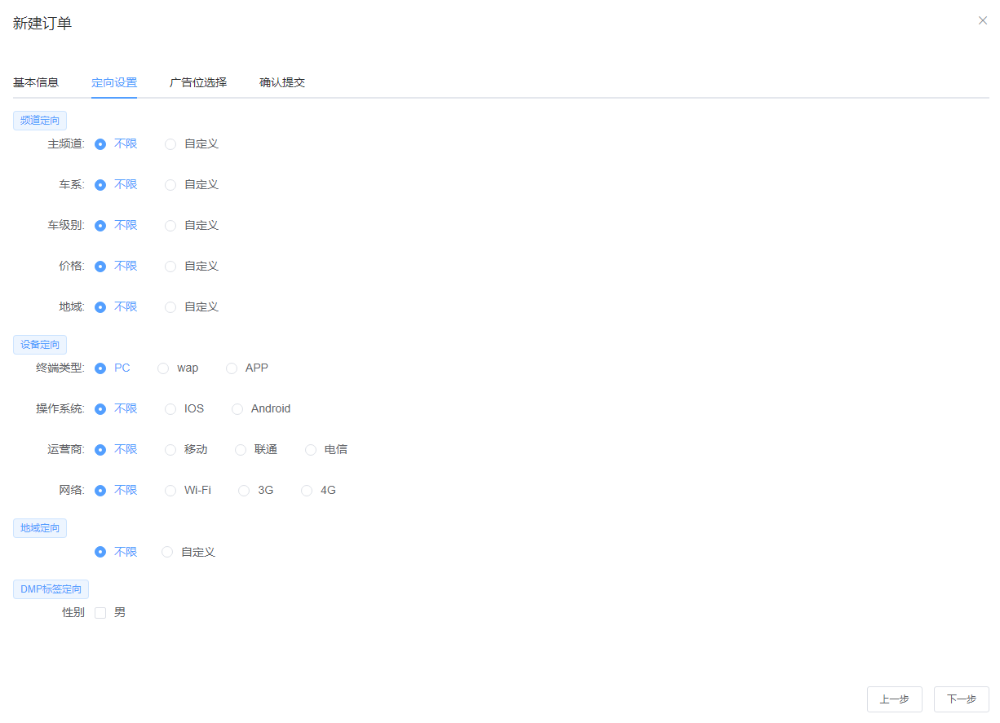 新建订单
基本信息 定向设置 广告位选择 确认提交
频道定向
主频道: 不限 自定义
车系: 不限 自定义
车级别: 不限 自定义
价格: 不限 自定义
地域: 不限 自定义
设备定向
终端类型: PC wap APP
操作系统: 不限 IOS Android
运营商: 不限 移动 联通 电信
网络: 不限 Wi-Fi 3G 4G
地域定向
不限 自定义
DMP标签定向
性别 男
上一步 下一步